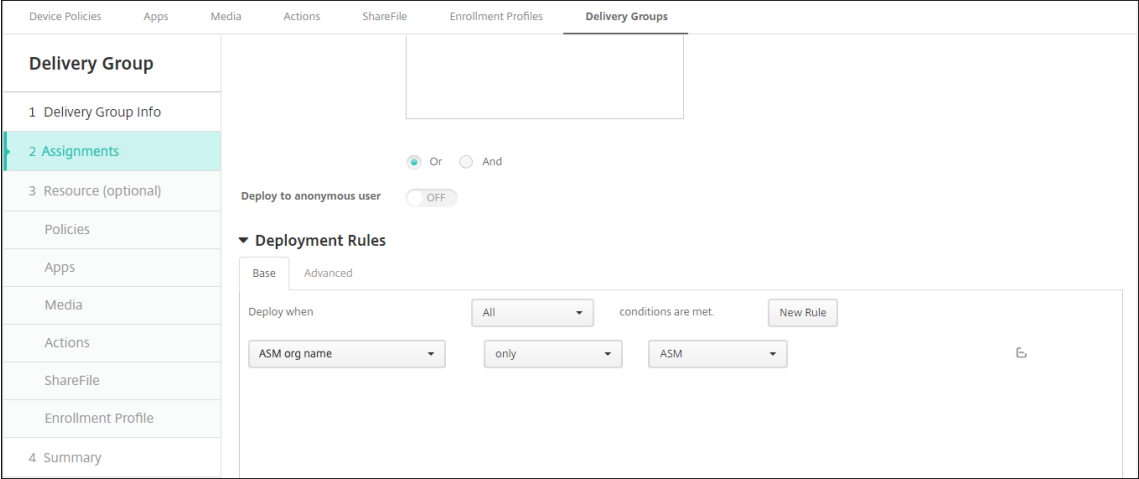 Device Policies Apps Media Actions ShareFile Enrollment Profiles Delivery Groups
Delivery Group
1 Delivery Group Info
2 Assignments
3 Resource (optional)
Policies
Apps
Media
Actions
ShareFile
Enrollment Profile
4 Summary
Or And
Deploy to anonymous user OFF
Deployment Rules
Base Advanced
Deploy when All conditions are met. New Rule
ASM org name only ASM